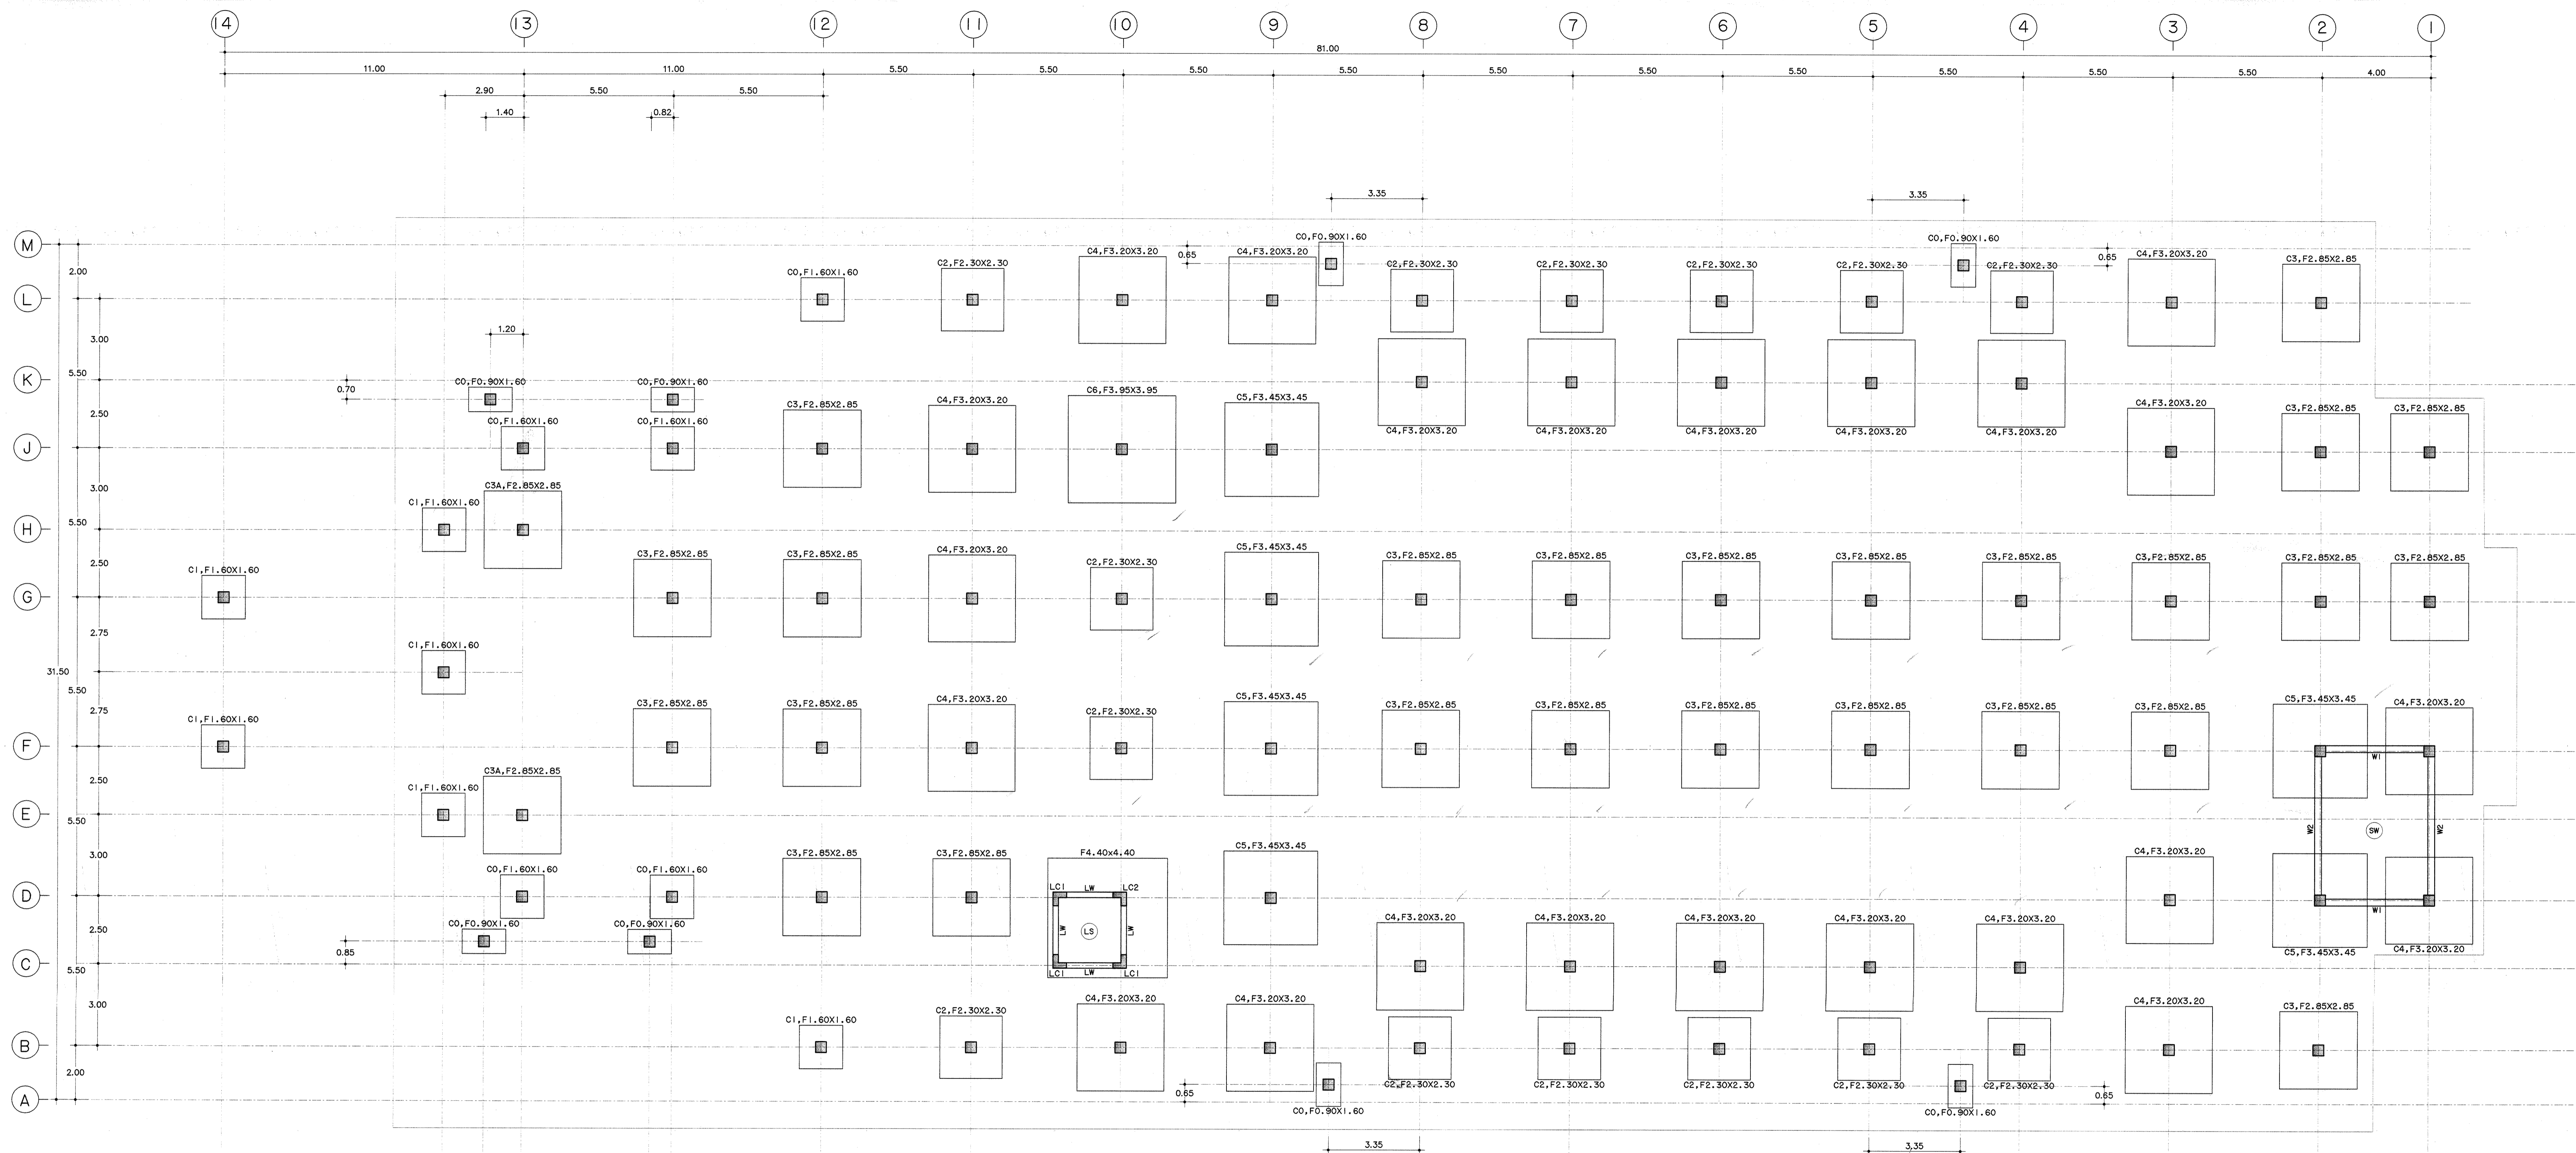 14 13 12 11 10 9 8 7 6 5 4 3 2 1
81.00
11.00 11.00 5.50 5.50 5.50 5.50 5.50 5.50 5.50 5.50 5.50 5.50 4.00
2.90 5.50 5.50
1.40 0.82
3.35 3.35
M
C0,F0.90X1.60 C0,F0.90X1.60
0.65 0.65
2.00
C4,F3.20X3.20 C4,F3.20X3.20 C4,F3.20X3.20
C0,F1.60X1.60 C2,F2.30X2.30 C2,F2.30X2.30 C2,F2.30X2.30 C2,F2.30X2.30 C2,F2.30X2.30 C2,F2.30X2.30 C3,F2.85X2.85
L
1.20
3.00
5.50
K
0.70
C0,F0.90X1.60 C0,F0.90X1.60
C6,F3.95X3.95
2.50
C3,F2.85X2.85 C4,F3.20X3.20 C5,F3.45X3.45 C4,F3.20X3.20 C3,F2.85X2.85 C3,F2.85X2.85
C0,F1.60X1.60 C0,F1.60X1.60
C4,F3.20X3.20 C4,F3.20X3.20 C4,F3.20X3.20 C4,F3.20X3.20 C4,F3.20X3.20
J
3.00
C3A,F2.85X2.85
C1,F1.60X1.60
5.50
H
2.50
C3,F2.85X2.85 C3,F2.85X2.85 C4,F3.20X3.20 C2,F2.30X2.30 C5,F3.45X3.45 C3,F2.85X2.85 C3,F2.85X2.85 C3,F2.85X2.85 C3,F2.85X2.85 C3,F2.85X2.85 C3,F2.85X2.85 C3,F2.85X2.85 C3,F2.85X2.85
C1,F1.60X1.60
G
2.75
C1,F1.60X1.60
31.50
5.50
2.75
C3,F2.85X2.85 C3,F2.85X2.85 C4,F3.20X3.20 C2,F2.30X2.30 C5,F3.45X3.45 C3,F2.85X2.85 C3,F2.85X2.85 C3,F2.85X2.85 C3,F2.85X2.85 C3,F2.85X2.85 C3,F2.85X2.85 C5,F3.45X3.45 C4,F3.20X3.20
C1,F1.60X1.60
F
W1
2.50
C3A,F2.85X2.85
C1,F1.60X1.60
E
5.50
W2 SW W2
3.00
C3,F2.85X2.85 C3,F2.85X2.85 F4.40x4.40 C5,F3.45X3.45 C4,F3.20X3.20
C0,F1.60X1.60 C0,F1.60X1.60
LC1 LW LC2
D
W1
C0,F0.90X1.60 C0,F0.90X1.60
2.50
LW LS LW
C4,F3.20X3.20 C4,F3.20X3.20 C4,F3.20X3.20 C4,F3.20X3.20 C4,F3.20X3.20
0.85
C5,F3.45X3.45 C4,F3.20X3.20
C
LC1 LW LC1
5.50
3.00
C1,F1.60X1.60 C2,F2.30X2.30 C4,F3.20X3.20 C4,F3.20X3.20 C4,F3.20X3.20 C3,F2.85X2.85
B
2.00
C2,F2.30X2.30 C2,F2.30X2.30 C2,F2.30X2.30 C2,F2.30X2.30 C2,F2.30X2.30
0.65 0.65
A
C0,F0.90X1.60 C0,F0.90X1.60
3.35 3.35